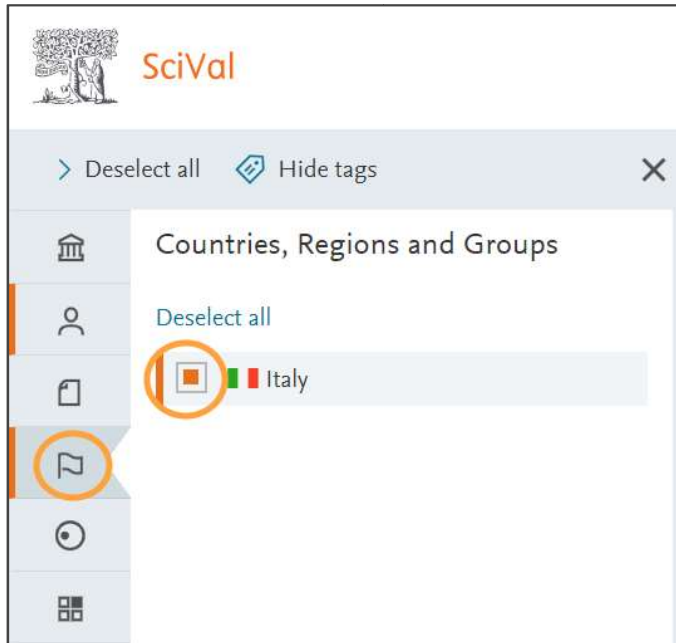 SciVal
Deselect all Hide tags
Countries, Regions and Groups
Deselect all
Italy